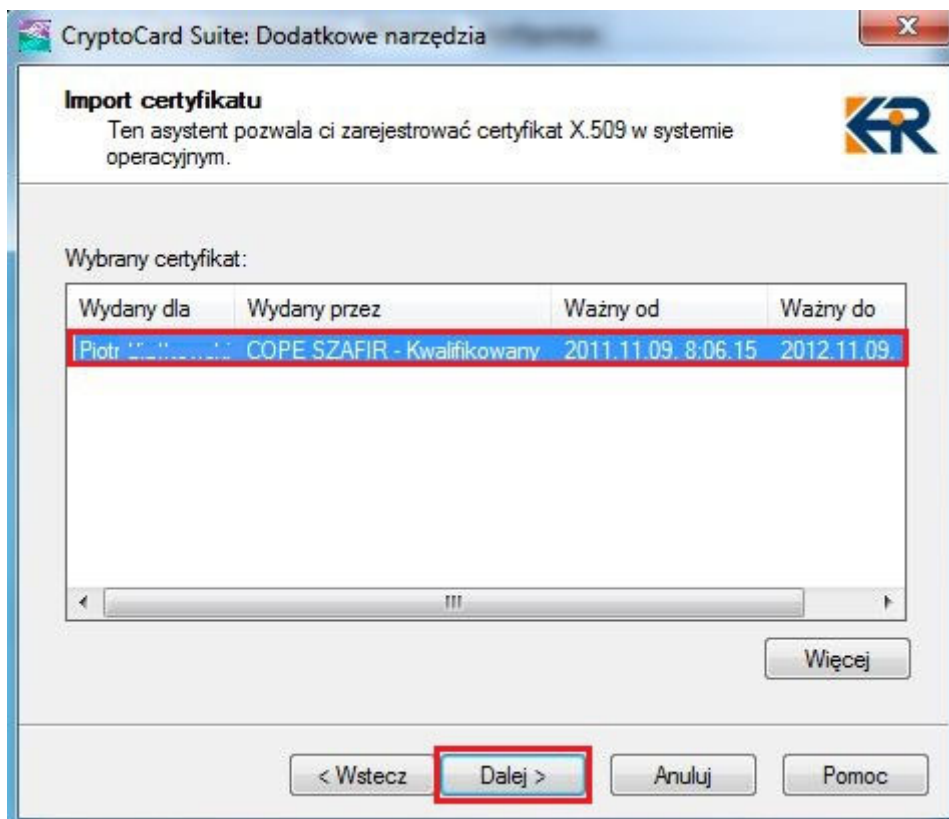 CryptoCard Suite: Dodatkowe narzędzia
Import certyfikatu
Ten asystent pozwala ci zarejestrować certyfikat X.509 w systemie
operacyjnym.
KIR
Wybrany certyfikat:
Wydany dla Wydany przez Ważny od Ważny do
Piotr COPE SZAFIR - Kwalifikowany 2011.11.09. 8:06.15 2012.11.09.
Więcej
< Wstecz Dalej > Anuluj Pomoc